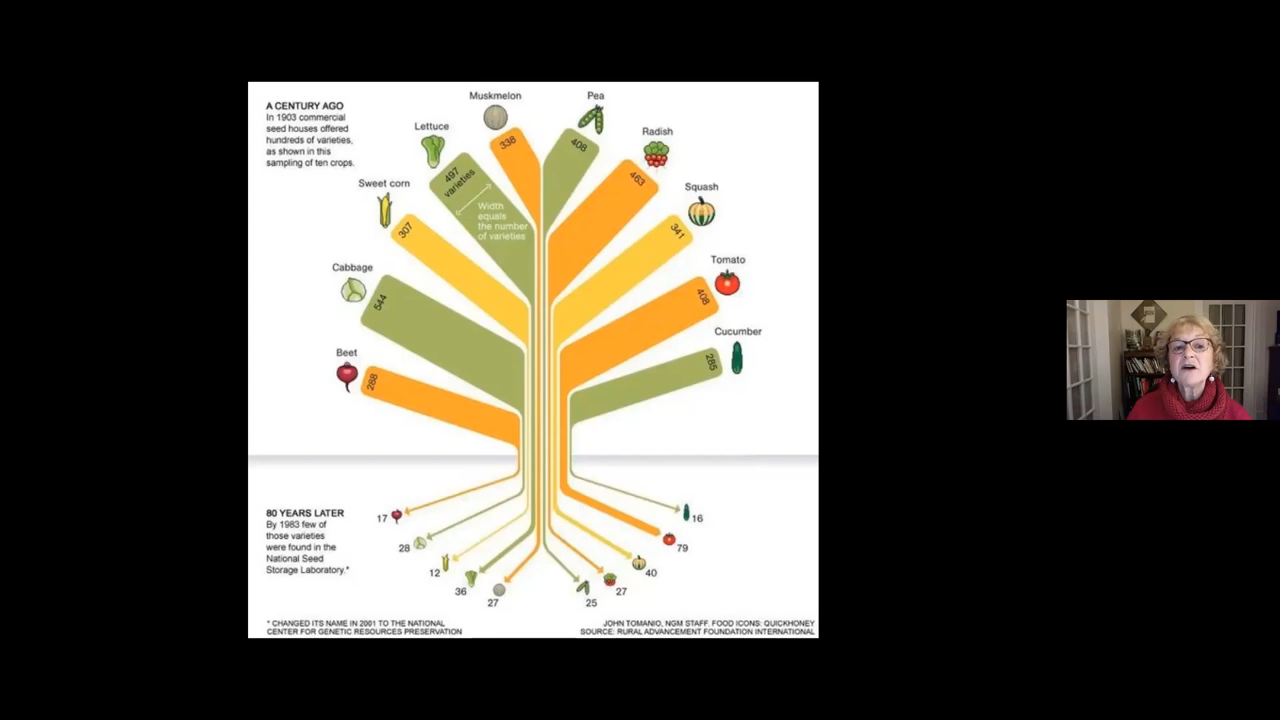 A CENTURY AGO
In 1903 commercial
seed houses offered
hundreds of varieties,
as shown in this
sampling of ten crops.
Muskmelon
338
Pea
408
Lettuce
497
varieties
Width
equals
the number
of varieties
Radish
463
Sweet corn
307
Squash
341
Cabbage
544
Tomato
408
Beet
288
Cucumber
285
80 YEARS LATER
By 1983 few of
those varieties
were found in the
National Seed
Storage Laboratory.*
17
28
12
36
27
25
27
40
79
16
* CHANGED ITS NAME IN 2001 TO THE NATIONAL
CENTER FOR GENETIC RESOURCES PRESERVATION
JOHN TOMANIO, NGM STAFF. FOOD ICONS: QUICKHONEY
SOURCE: RURAL ADVANCEMENT FOUNDATION INTERNATIONAL